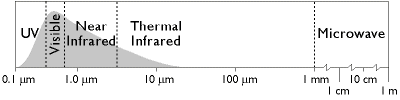 UV Visible Near Infrared Thermal Infrared Microwave
0.1 μm 1.0 μm 10 μm 100 μm 1 mm 1 cm 10 cm 1 m